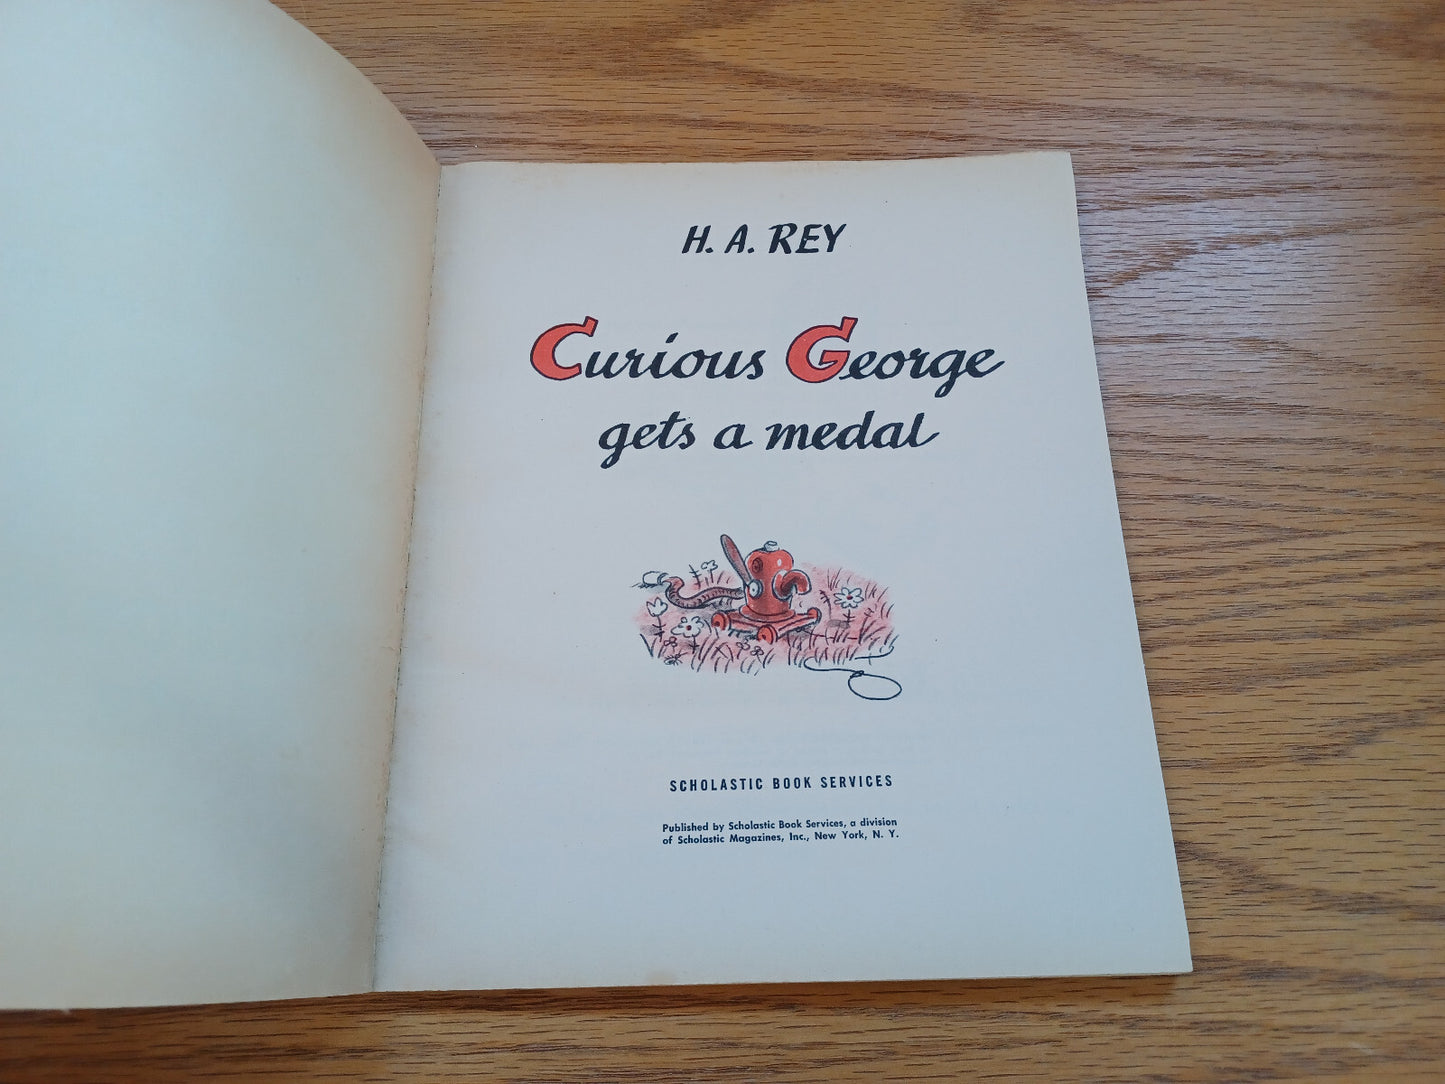 H. A. REY
Curious George
gets a medal
SCHOLASTIC BOOK SERVICES
Published by Scholastic Book Services, a division
of Scholastic Magazines, Inc., New York, N. Y.